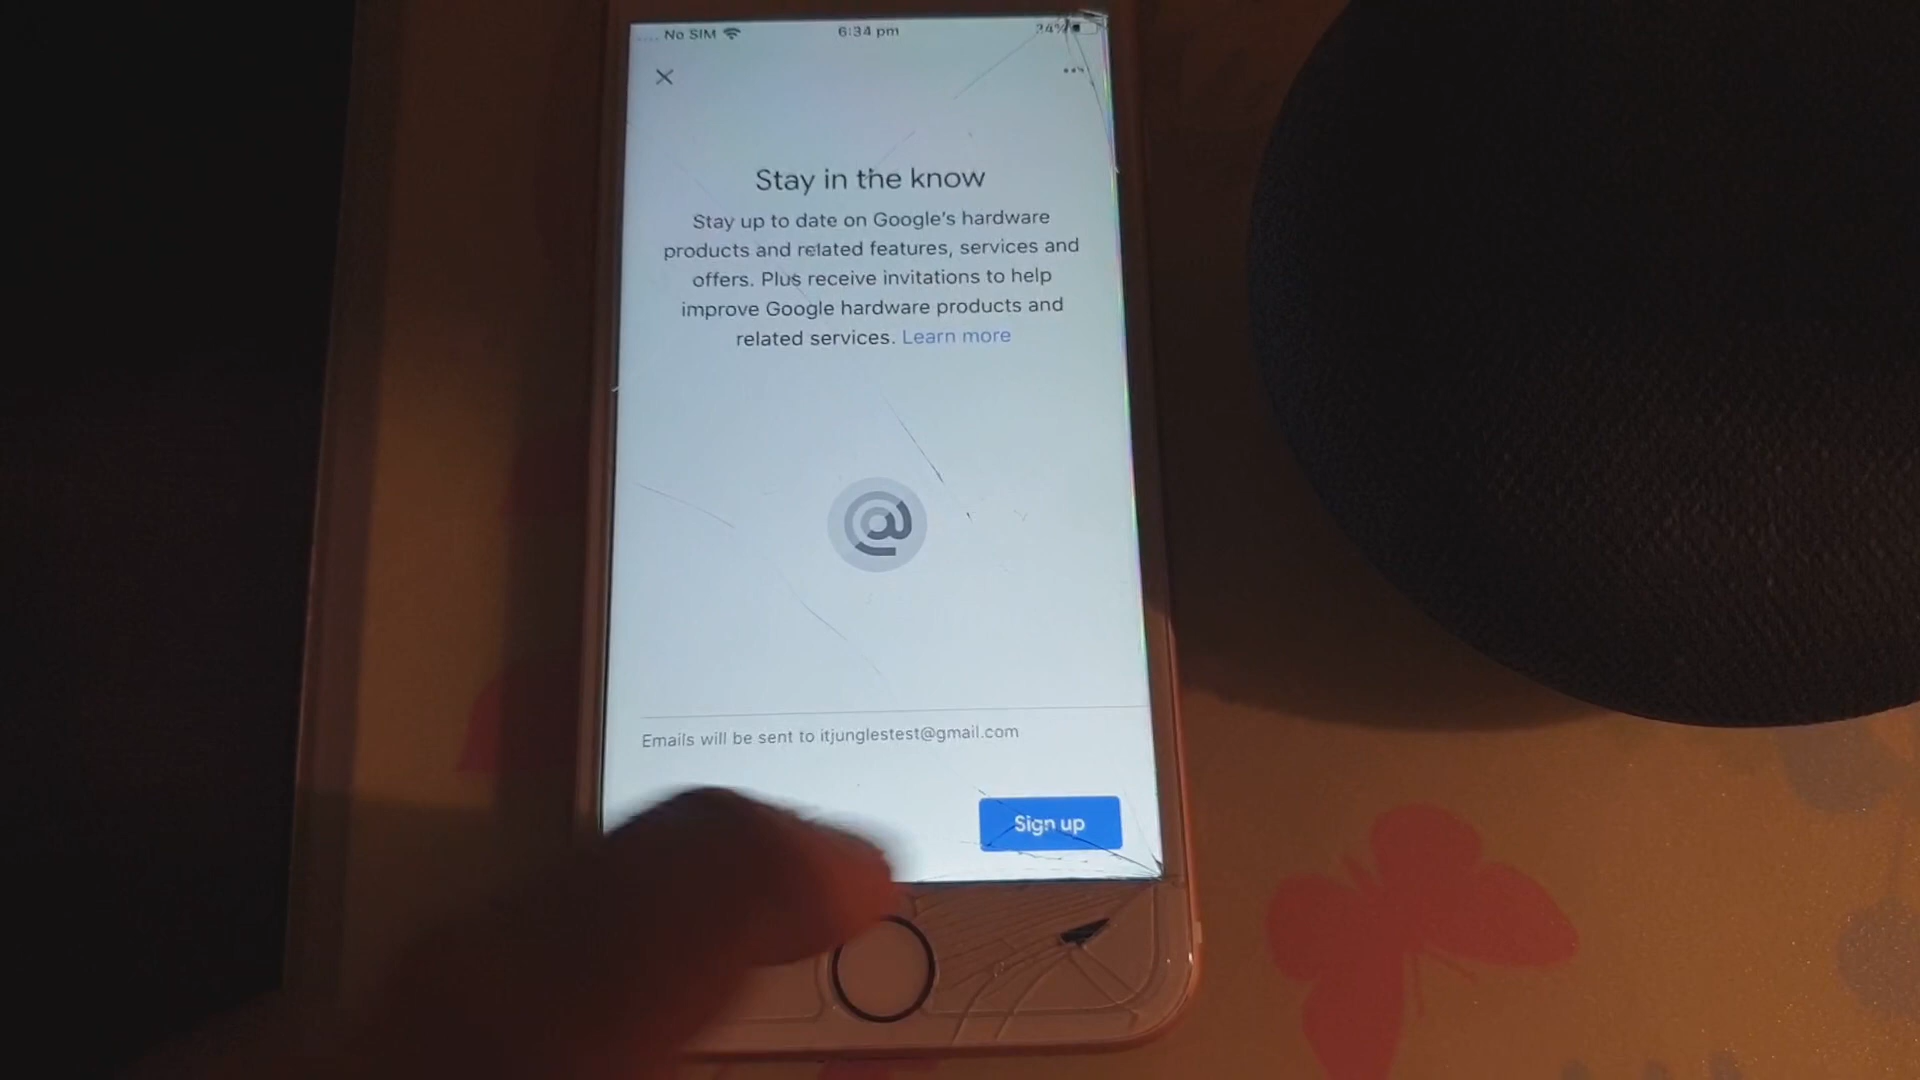 No SIM
6:34 pm
34%
Stay in the know
Stay up to date on Google's hardware
products and related features, services and
offers. Plus receive invitations to help
improve Google hardware products and
related services. Learn more
@
Emails will be sent to itjunglestest@gmail.com
Sign up